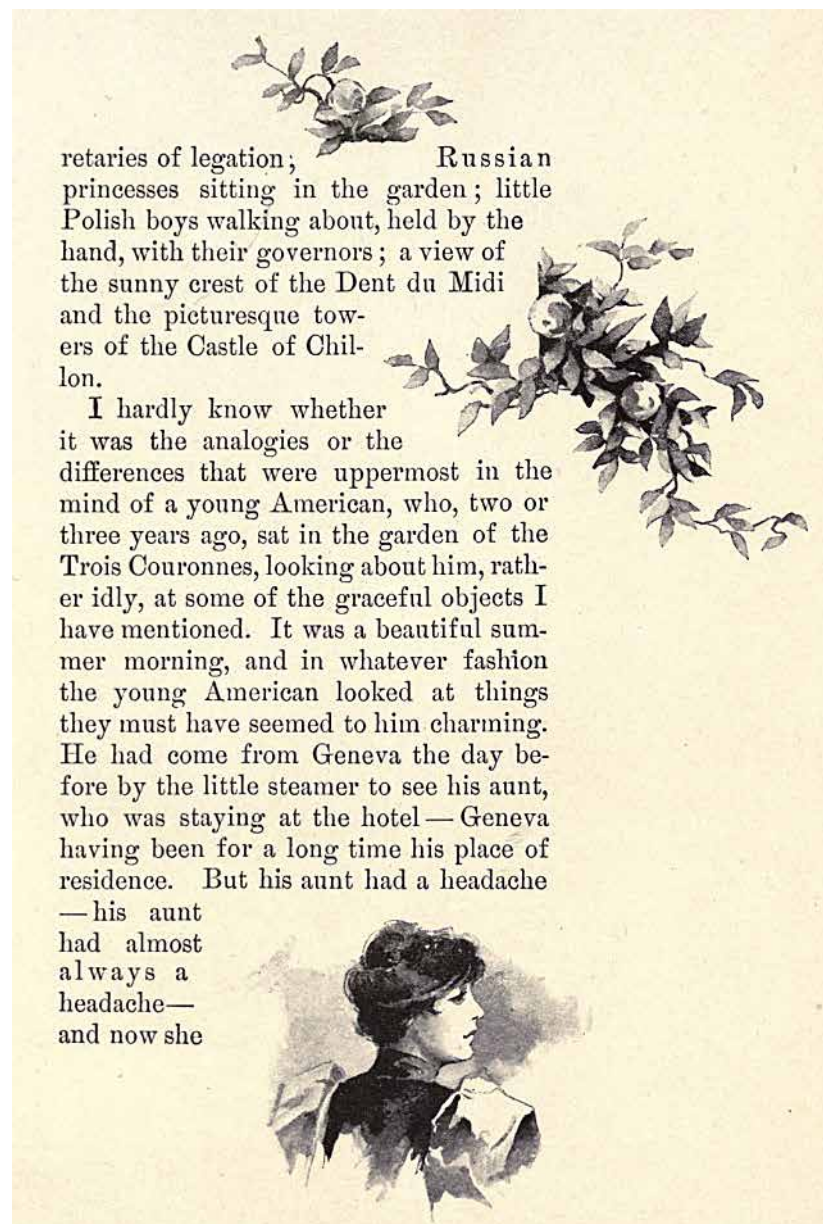 retaries of legation; Russian
princesses sitting in the garden; little
Polish boys walking about, held by the
hand, with their governors; a view of
the sunny crest of the Dent du Midi
and the picturesque tow-
ers of the Castle of Chil-
lon.
I hardly know whether
it was the analogies or the
differences that were uppermost in the
mind of a young American, who, two or
three years ago, sat in the garden of the
Trois Couronnes, looking about him, rath-
er idly, at some of the graceful objects I
have mentioned. It was a beautiful sum-
mer morning, and in whatever fashion
the young American looked at things
they must have seemed to him charming.
He had come from Geneva the day be-
fore by the little steamer to see his aunt,
who was staying at the hotel — Geneva
having been for a long time his place of
residence. But his aunt had a headache
— his aunt
had almost
always a
headache—
and now she